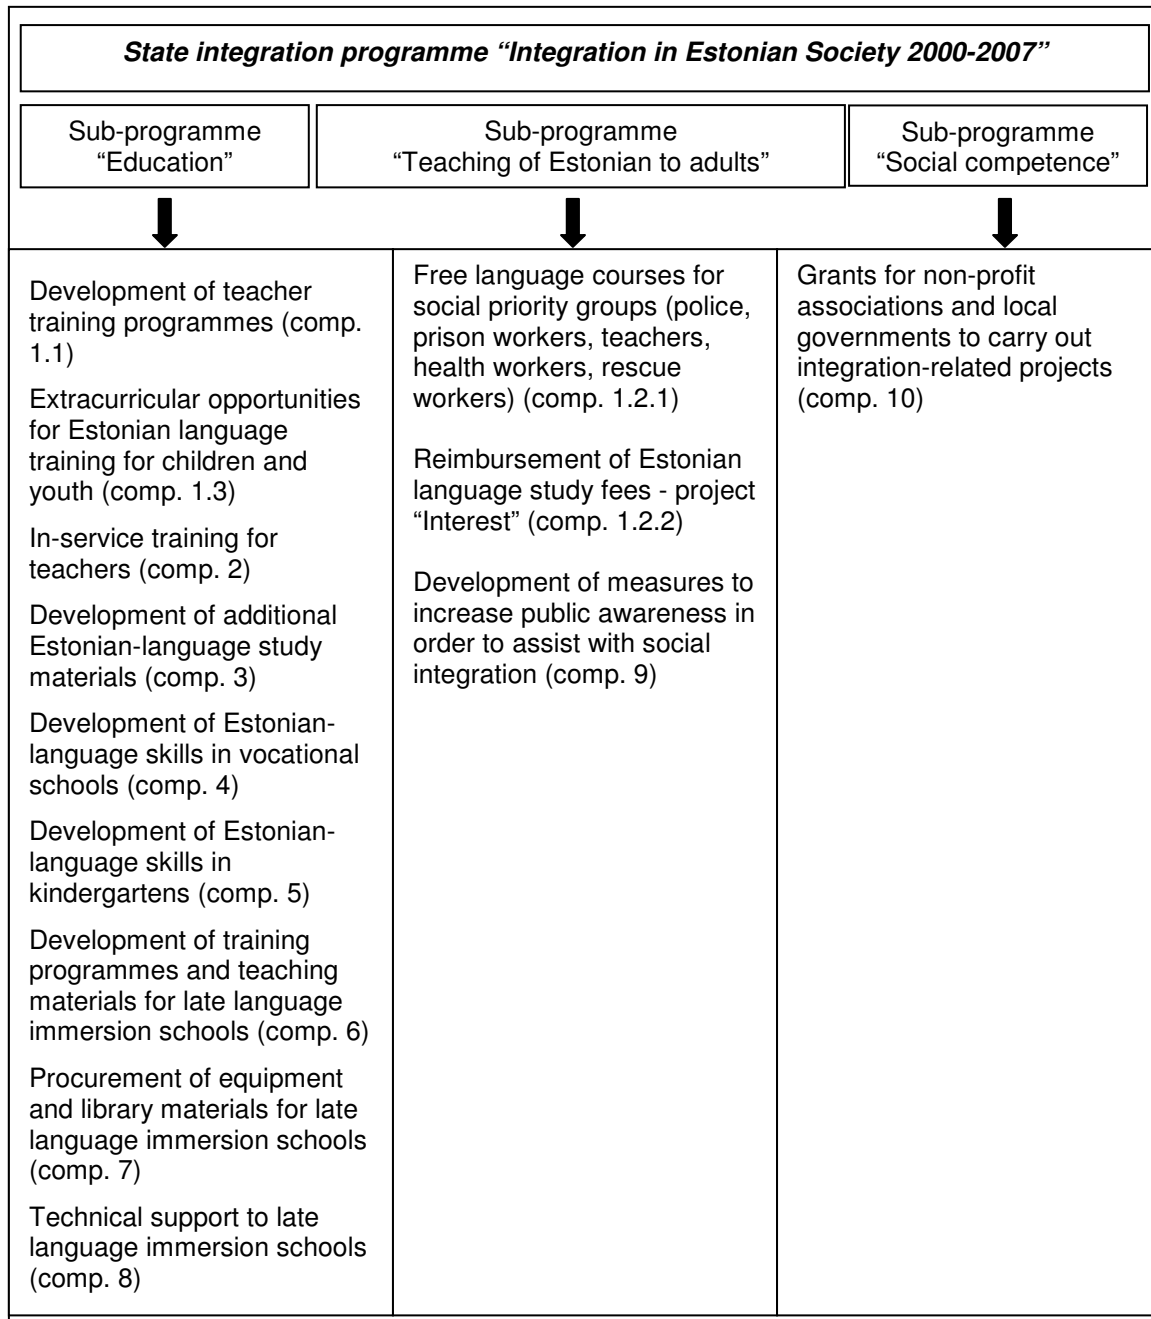 State integration programme “Integration in Estonian Society 2000-2007”
Sub-programme
“Education”
Sub-programme
“Teaching of Estonian to adults”
Sub-programme
“Social competence”
Development of teacher
training programmes (comp.
1.1)
Extracurricular opportunities
for Estonian language
training for children and
youth (comp. 1.3)
In-service training for
teachers (comp. 2)
Development of additional
Estonian-language study
materials (comp. 3)
Development of Estonian-
language skills in vocational
schools (comp. 4)
Development of Estonian-
language skills in
kindergartens (comp. 5)
Development of training
programmes and teaching
materials for late language
immersion schools (comp. 6)
Procurement of equipment
and library materials for late
language immersion schools
(comp. 7)
Technical support to late
language immersion schools
(comp. 8)
Free language courses for
social priority groups (police,
prison workers, teachers,
health workers, rescue
workers) (comp. 1.2.1)
Reimbursement of Estonian
language study fees - project
“Interest” (comp. 1.2.2)
Development of measures to
increase public awareness in
order to assist with social
integration (comp. 9)
Grants for non-profit
associations and local
governments to carry out
integration-related projects
(comp. 10)